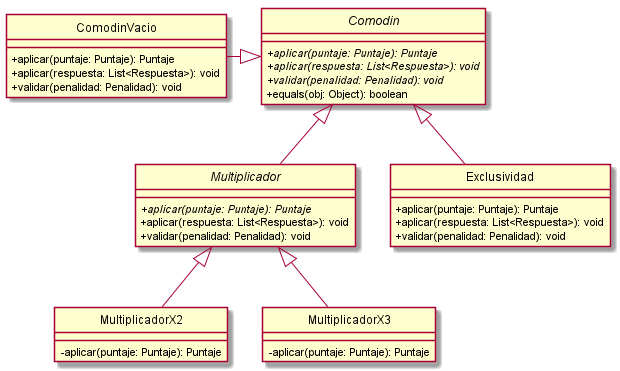 ComodinVacio
+aplicar(puntaje: Puntaje): Puntaje
+aplicar(respuesta: List<Respuesta>): void
+validar(penalidad: Penalidad): void
Comodin
+aplicar(puntaje: Puntaje): Puntaje
+aplicar(respuesta: List<Respuesta>): void
+validar(penalidad: Penalidad): void
+equals(obj: Object): boolean
Multiplicador
+aplicar(puntaje: Puntaje): Puntaje
+aplicar(respuesta: List<Respuesta>): void
+validar(penalidad: Penalidad): void
Exclusividad
+aplicar(puntaje: Puntaje): Puntaje
+aplicar(respuesta: List<Respuesta>): void
+validar(penalidad: Penalidad): void
MultiplicadorX2
-aplicar(puntaje: Puntaje): Puntaje
MultiplicadorX3
-aplicar(puntaje: Puntaje): Puntaje